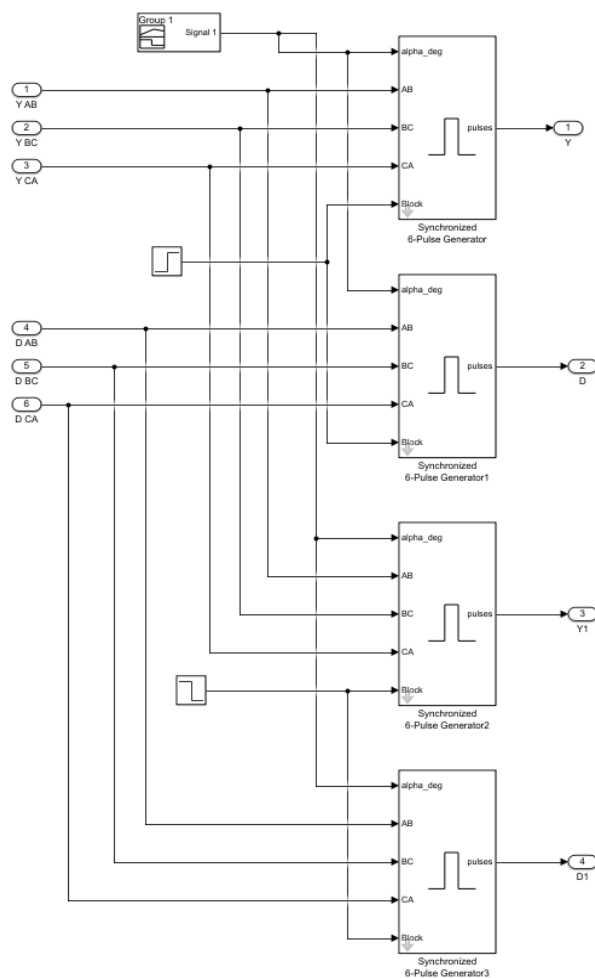 Group 1
Signal 1
alpha_deg
1
Y AB
AB
2
Y BC
BC
pulses
1
Y
3
Y CA
CA
Block
Synchronized
6-Pulse Generator
alpha_deg
4
D AB
AB
5
D BC
BC
pulses
2
D
6
D CA
CA
Block
Synchronized
6-Pulse Generator1
alpha_deg
AB
BC
pulses
3
Y1
CA
Block
Synchronized
6-Pulse Generator2
alpha_deg
AB
BC
pulses
4
D1
CA
Block
Synchronized
6-Pulse Generator3